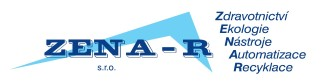 ZENA-R
s.r.o.
Zdravotnictví
Ekologie
Nástroje
Automatizace
Recyklace